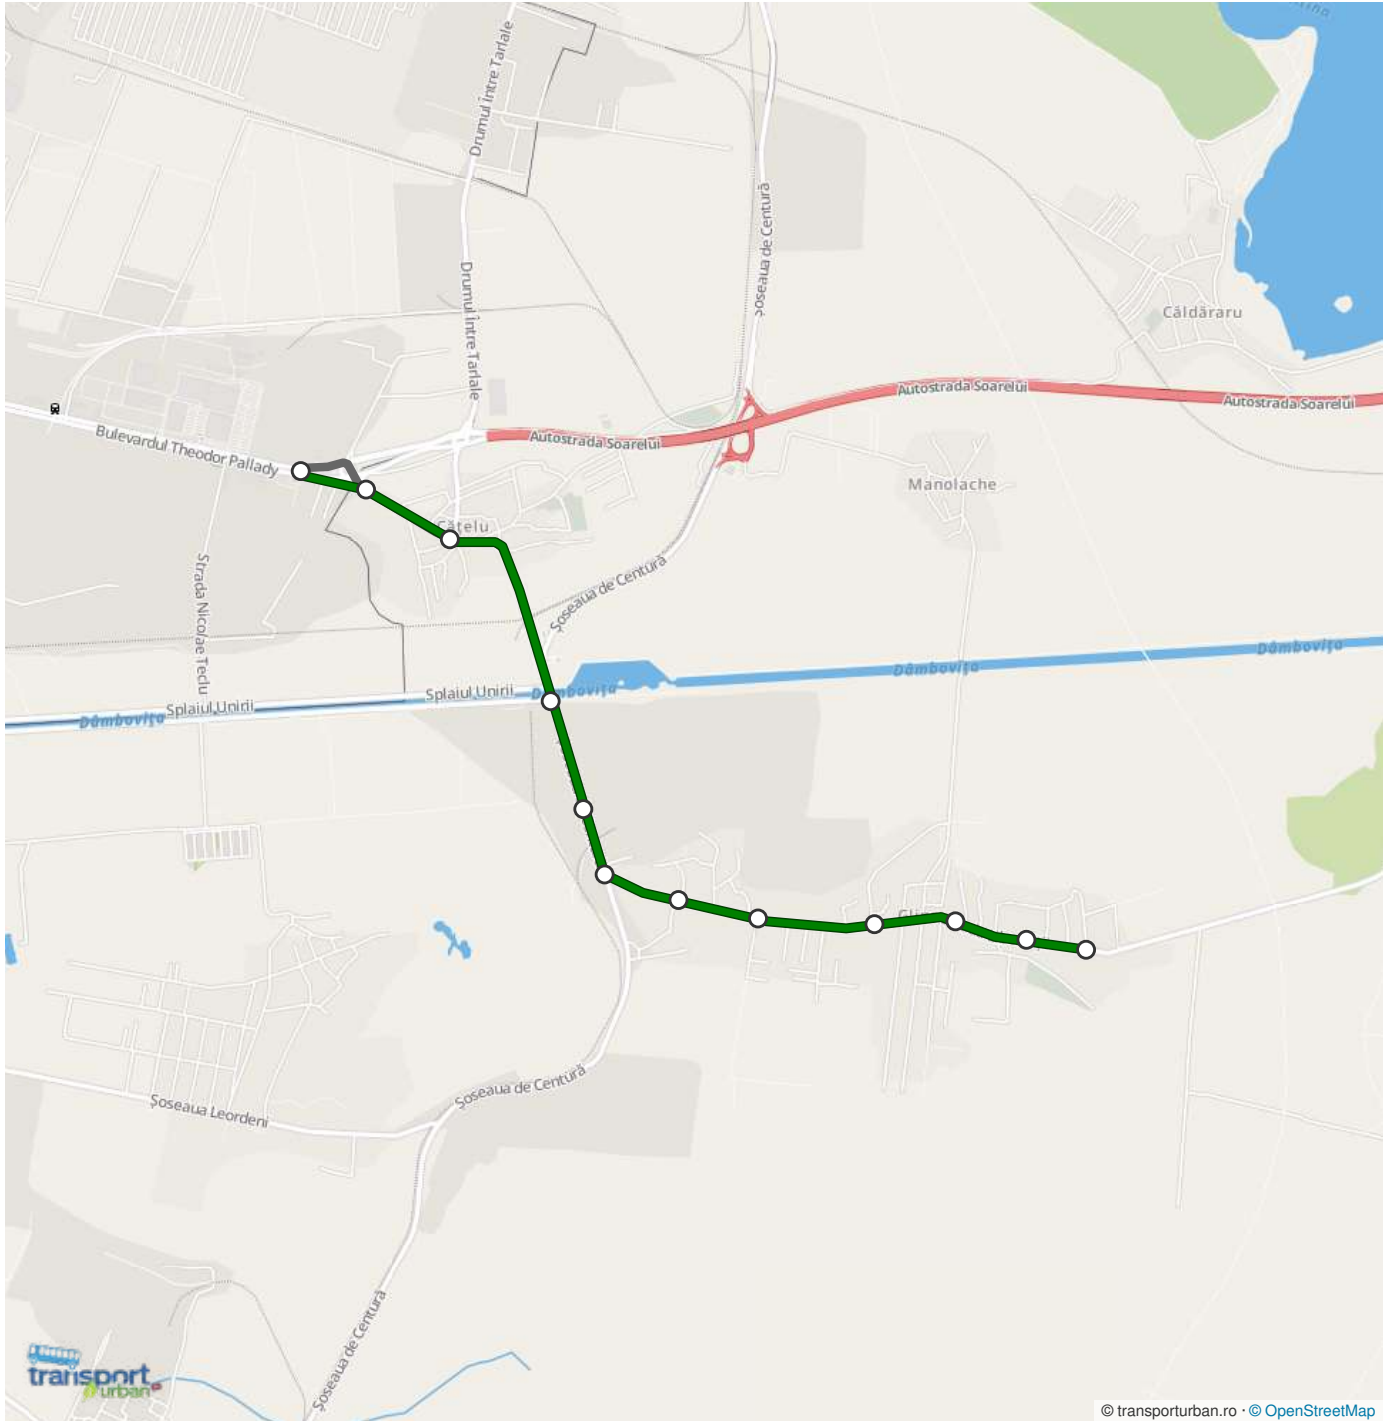 Drumul Între Tarlale
Șoseaua de Centură
Drumul Între Tarlale
Căldăraru
Autostrada Soarelui
Autostrada Soarelui
Autostrada Soarelui
Bulevardul Theodor Pallady
Manolache
Cățelu
Șoseaua de Centură
Strada Nicolae Teclu
Dâmbovița
Dâmbovița
Splaiul Unirii
Dâmbovița
Splaiul Unirii
Dâmbovița
Șoseaua de Centură
Șoseaua Leordeni
Șoseaua de Centură
transport
urban
© transporturban.ro · © OpenStreetMap